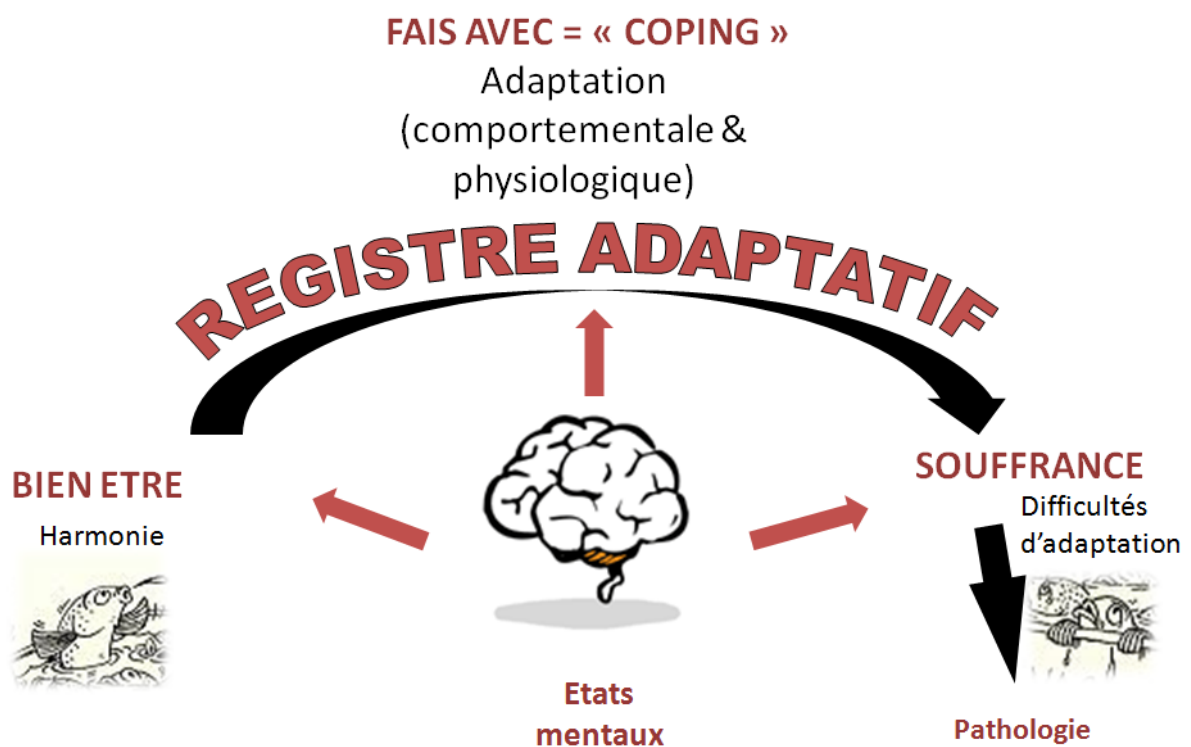 FAIS AVEC = « COPING »
Adaptation
(comportementale &
physiologique)
REGISTRE ADAPTATIF
BIEN ETRE
Harmonie
SOUFFRANCE
Difficultés
d’adaptation
Etats
mentaux
Pathologie